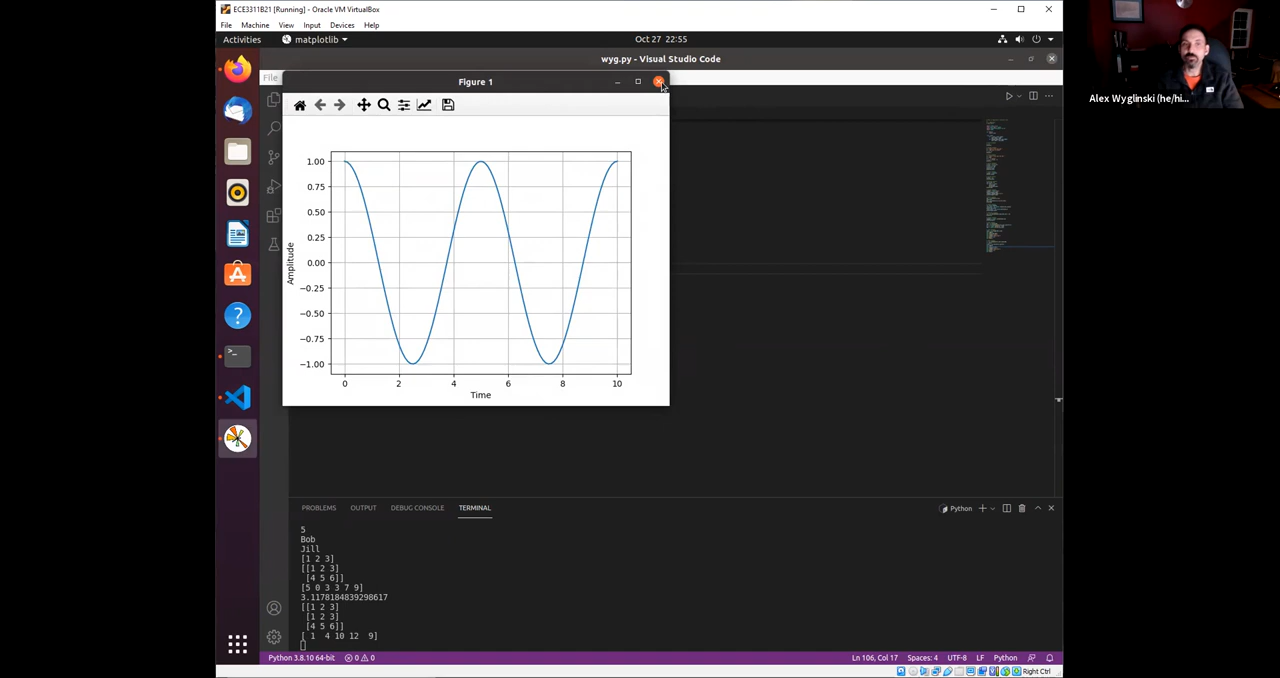 ECE3311B21 [Running] - Oracle VM VirtualBox
File Machine View Input Devices Help
Activities matplotlib Oct 27 22:55
wyg.py - Visual Studio Code
File
Figure 1
Alex Wyglinski (he/hi...
1.00
0.75
0.50
0.25
0.00
−0.25
−0.50
−0.75
−1.00
Amplitude
0 2 4 6 8 10
Time
PROBLEMS OUTPUT DEBUG CONSOLE TERMINAL Python
5
Bob
Jill
[1 2 3]
[[1 2 3]
[4 5 6]]
[5 0 3 3 7 9]
3.1178184839298617
[[1 2 3]
[1 2 3]
[4 5 6]]
[ 1 4 10 12 9]
Python 3.8.10 64-bit 0 0 Ln 106, Col 17 Spaces: 4 UTF-8 LF Python
Right Ctrl